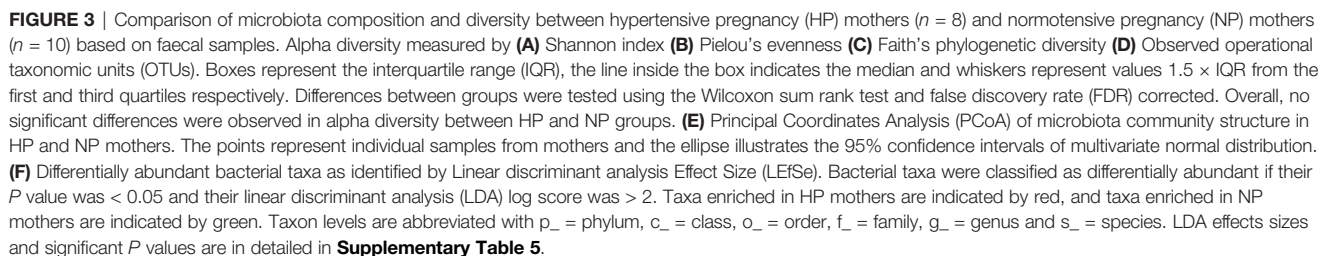 FIGURE 3 | Comparison of microbiota composition and diversity between hypertensive pregnancy (HP) mothers (n = 8) and normotensive pregnancy (NP) mothers
(n = 10) based on faecal samples. Alpha diversity measured by (A) Shannon index (B) Pielou's evenness (C) Faith's phylogenetic diversity (D) Observed operational
taxonomic units (OTUs). Boxes represent the interquartile range (IQR), the line inside the box indicates the median and whiskers represent values 1.5 × IQR from the
first and third quartiles respectively. Differences between groups were tested using the Wilcoxon sum rank test and false discovery rate (FDR) corrected. Overall, no
significant differences were observed in alpha diversity between HP and NP groups. (E) Principal Coordinates Analysis (PCoA) of microbiota community structure in
HP and NP mothers. The points represent individual samples from mothers and the ellipse illustrates the 95% confidence intervals of multivariate normal distribution.
(F) Differentially abundant bacterial taxa as identified by Linear discriminant analysis Effect Size (LEfSe). Bacterial taxa were classified as differentially abundant if their
P value was < 0.05 and their linear discriminant analysis (LDA) log score was > 2. Taxa enriched in HP mothers are indicated by red, and taxa enriched in NP
mothers are indicated by green. Taxon levels are abbreviated with p_ = phylum, c_ = class, o_ = order, f_ = family, g_ = genus and s_ = species. LDA effects sizes
and significant P values are in detailed in Supplementary Table 5.